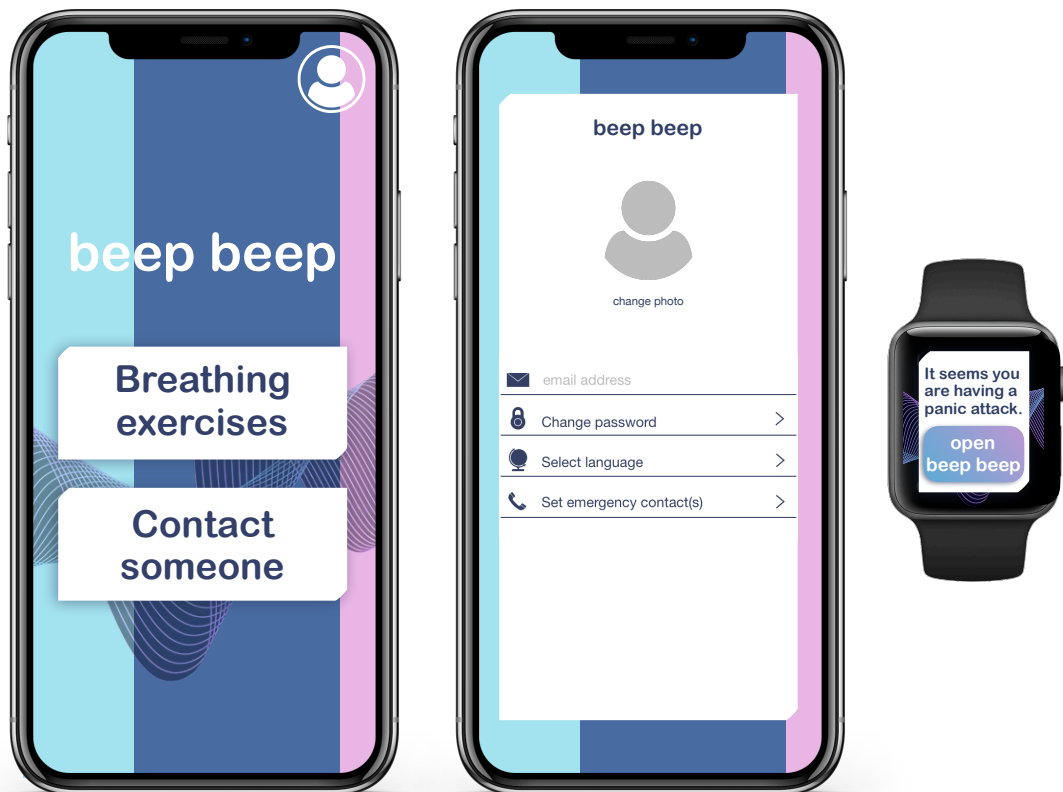 beep beep
Breathing
exercises
Contact
someone
beep beep
change photo
email address
Change password
Select language
Set emergency contact(s)
It seems you
are having a
panic attack.
open
beep beep